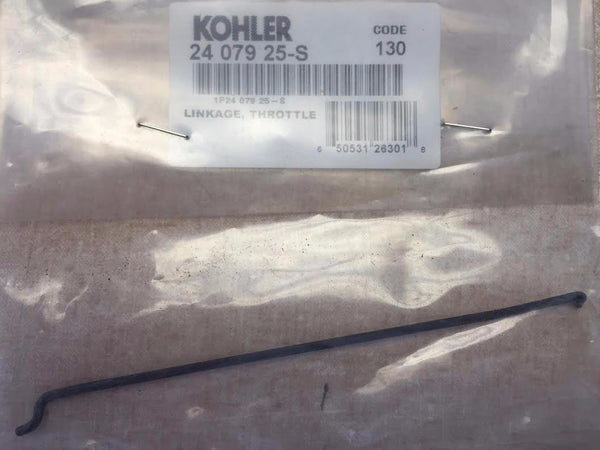 KOHLER
CODE
24 079 25-S
130
1P24 079 25-S
LINKAGE, THROTTLE
6 50531 26301 8